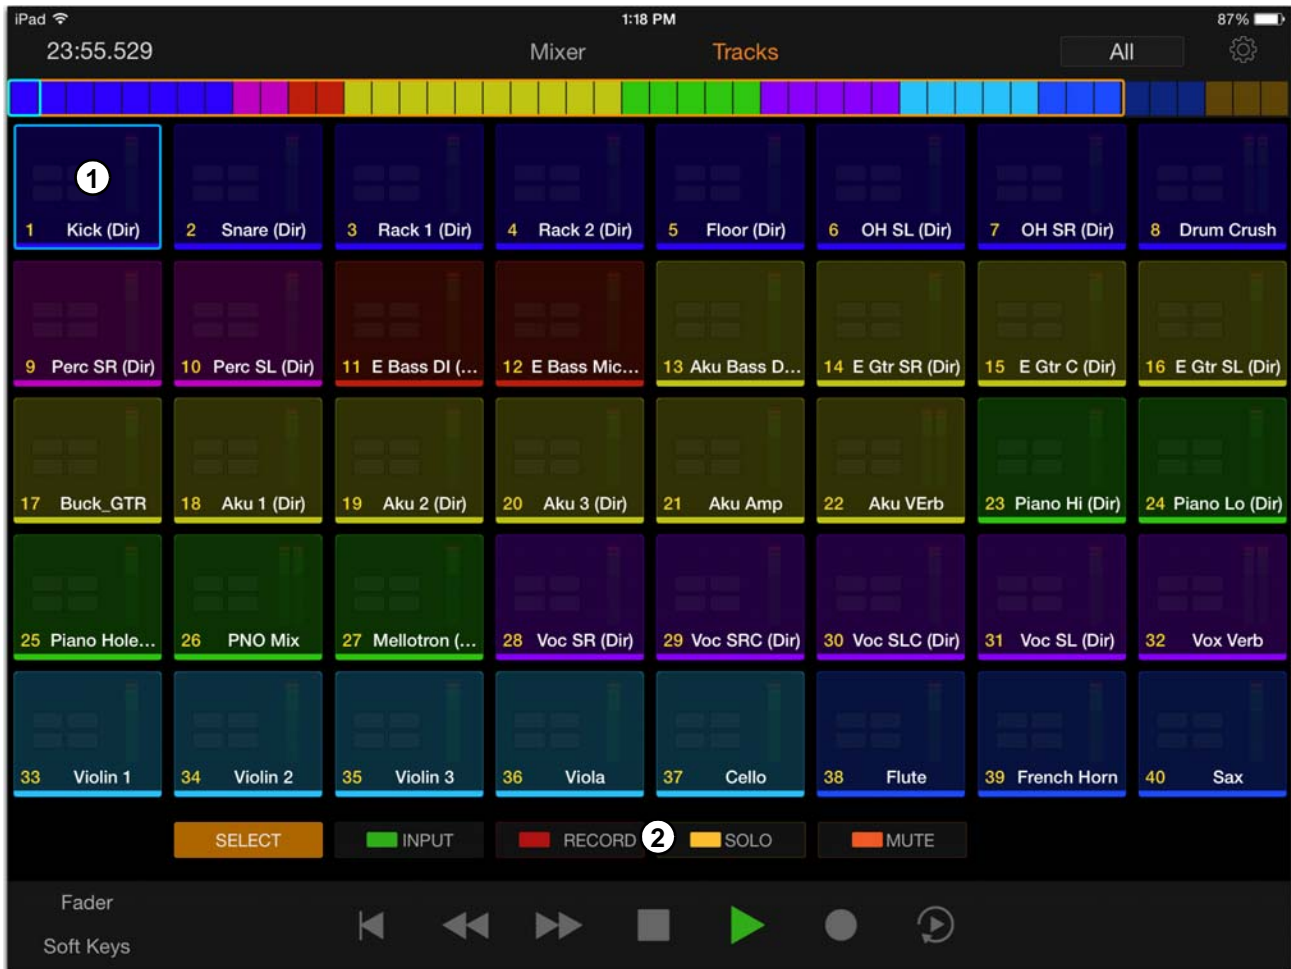 iPad 1:18 PM 87%
23:55.529 Mixer Tracks All
1
1 Kick (Dir) 2 Snare (Dir) 3 Rack 1 (Dir) 4 Rack 2 (Dir) 5 Floor (Dir) 6 OH SL (Dir) 7 OH SR (Dir) 8 Drum Crush
9 Perc SR (Dir) 10 Perc SL (Dir) 11 E Bass DI (... 12 E Bass Mic... 13 Aku Bass D... 14 E Gtr SR (Dir) 15 E Gtr C (Dir) 16 E Gtr SL (Dir)
17 Buck_GTR 18 Aku 1 (Dir) 19 Aku 2 (Dir) 20 Aku 3 (Dir) 21 Aku Amp 22 Aku VErb 23 Piano Hi (Dir) 24 Piano Lo (Dir)
25 Piano Hole... 26 PNO Mix 27 Mellotron (... 28 Voc SR (Dir) 29 Voc SRC (Dir) 30 Voc SLC (Dir) 31 Voc SL (Dir) 32 Vox Verb
33 Violin 1 34 Violin 2 35 Violin 3 36 Viola 37 Cello 38 Flute 39 French Horn 40 Sax
SELECT INPUT RECORD 2 SOLO MUTE
Fader
Soft Keys